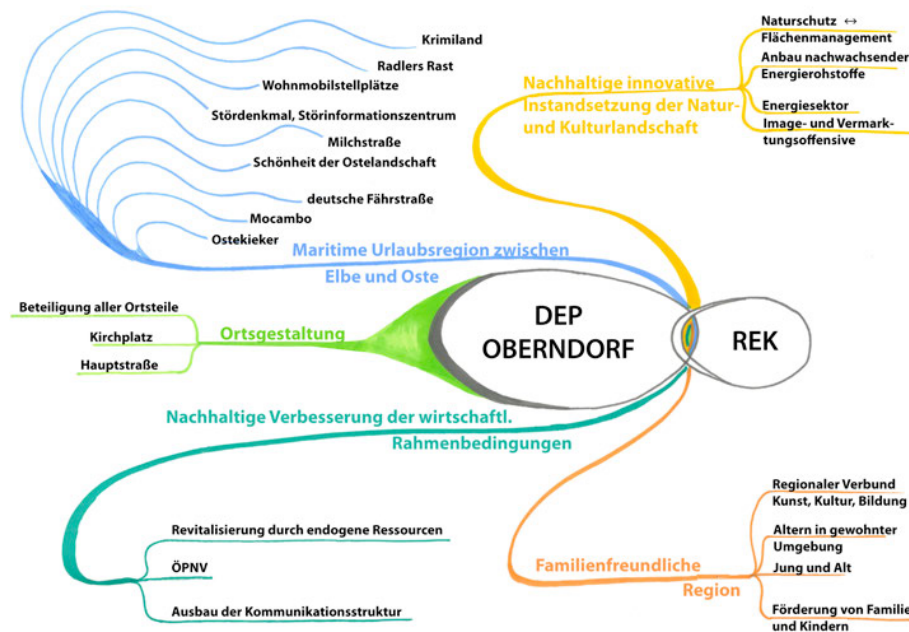 Krimiland
Radlers Rast
Wohnmobilstellplätze
Stördenkmal, Störinformationszentrum
Milchstraße
Schönheit der Ostelandschaft
deutsche Fährstraße
Mocambo
Ostekieker
Maritime Urlaubsregion zwischen
Elbe und Oste
Nachhaltige innovative
Instandsetzung der Natur-
und Kulturlandschaft
Naturschutz ↔
Flächenmanagement
Anbau nachwachsender
Energierohstoffe
Energiesektor
Image- und Vermark-
tungsoffensive
Beteiligung aller Ortsteile
Kirchplatz
Hauptstraße
Ortsgestaltung
DEP
OBERNDORF
REK
Nachhaltige Verbesserung der wirtschaftl.
Rahmenbedingungen
Revitalisierung durch endogene Ressourcen
ÖPNV
Ausbau der Kommunikationsstruktur
Familienfreundliche
Region
Regionaler Verbund
Kunst, Kultur, Bildung
Altern in gewohnter
Umgebung
Jung und Alt
Förderung von Familie
und Kindern